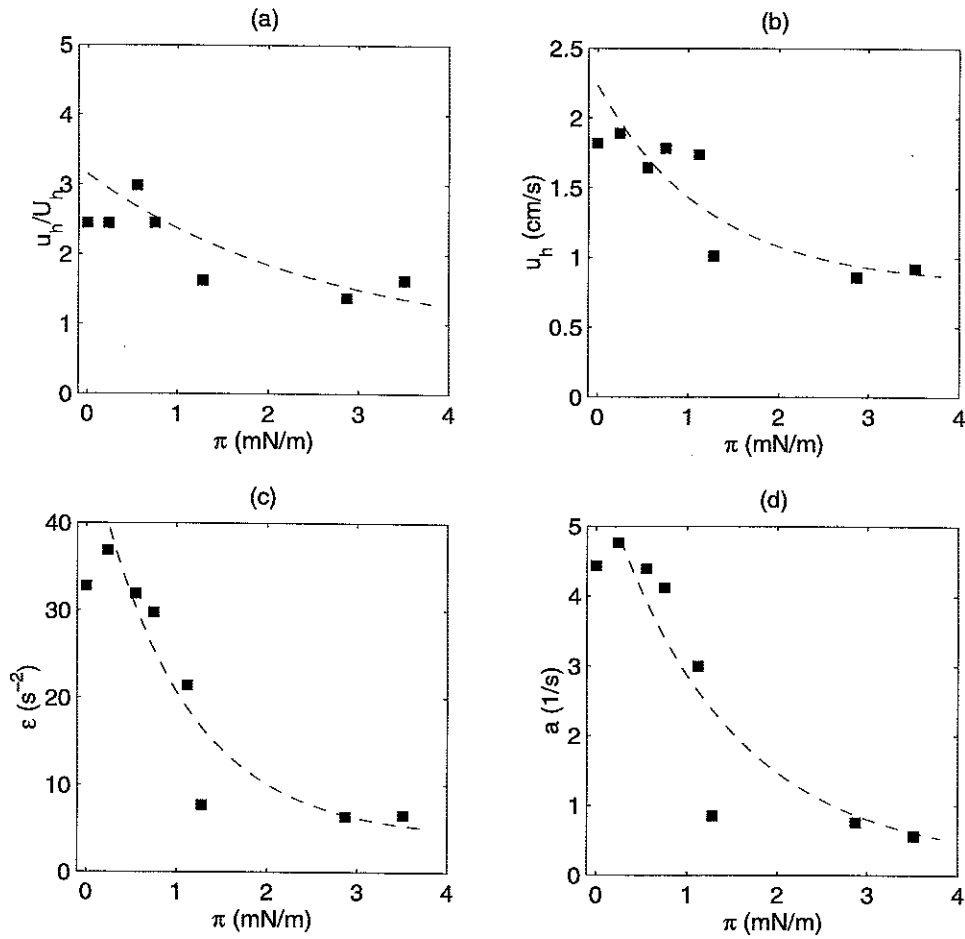 (a)
5
4
3
2
1
0
u_h/U_h
0 1 2 3 4
π (mN/m)
(b)
2.5
2
1.5
1
0.5
0
u_h (cm/s)
0 1 2 3 4
π (mN/m)
(c)
40
30
20
10
0
ε (s⁻²)
0 1 2 3 4
π (mN/m)
(d)
5
4
3
2
1
0
a (1/s)
0 1 2 3 4
π (mN/m)